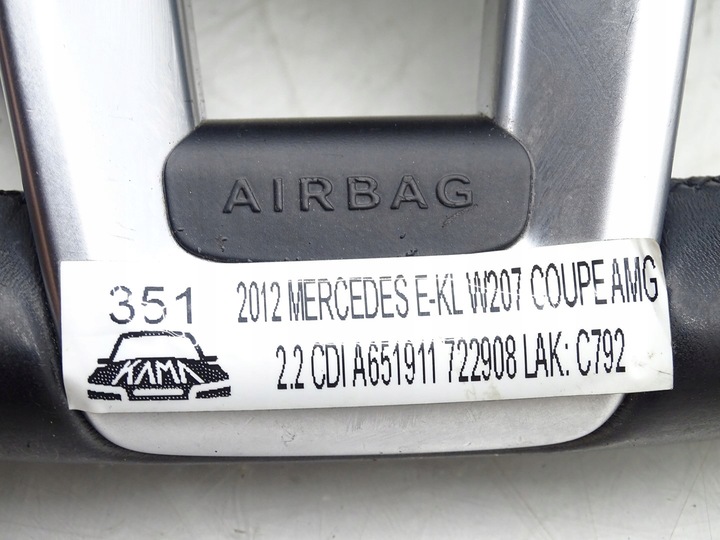 AIRBAG
351
2012 MERCEDES E-KL W207 COUPE AMG
2.2 CDI A651911 722908 LAK: C792
KAMA